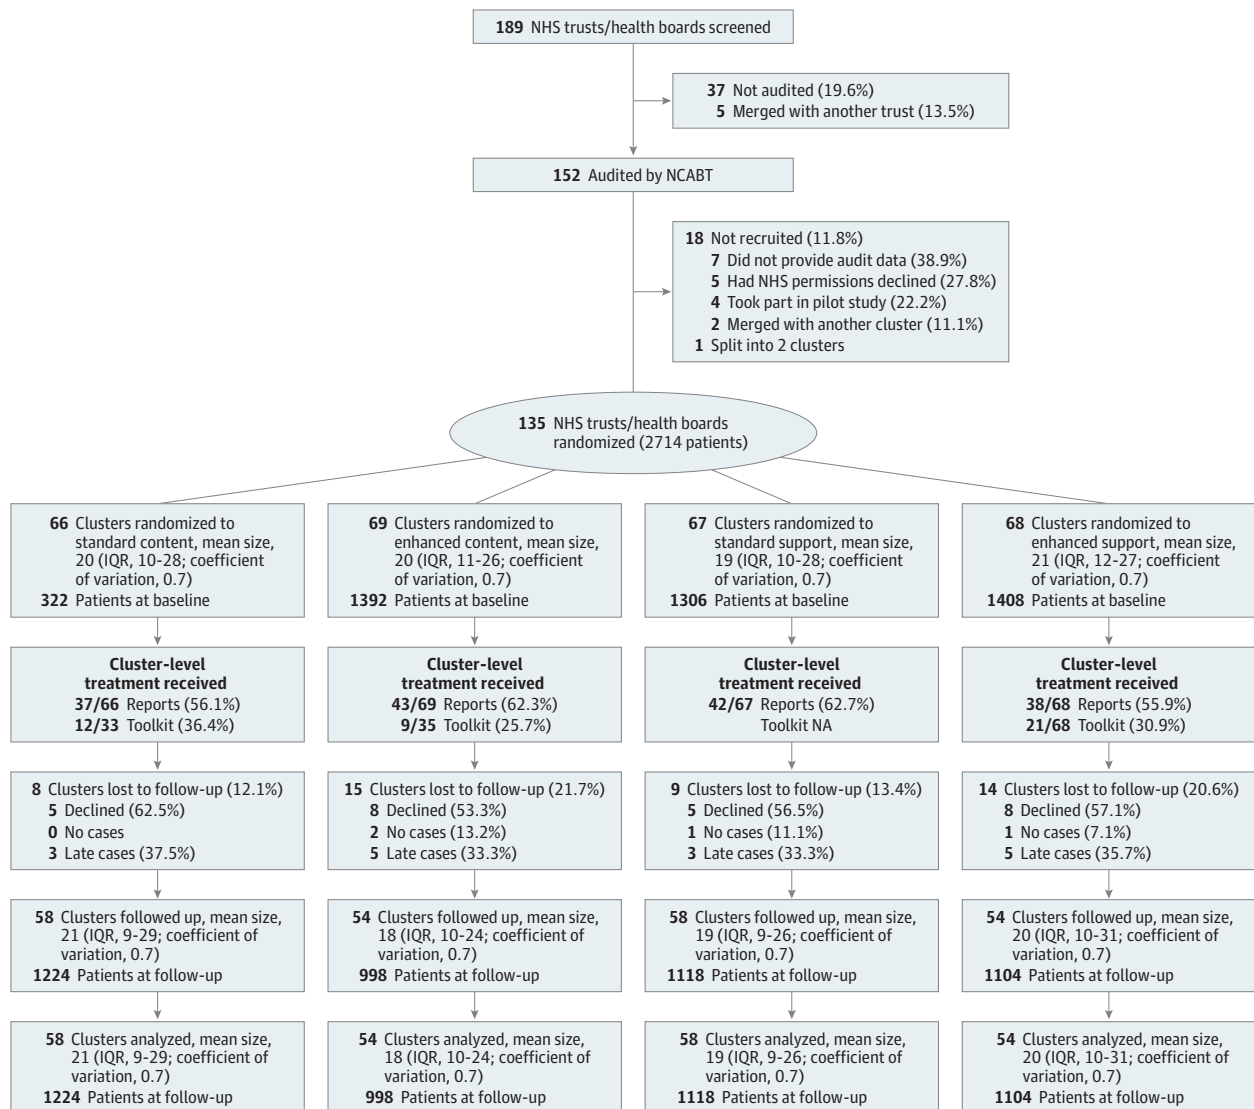 189 NHS trusts/health boards screened
37 Not audited (19.6%)
5 Merged with another trust (13.5%)
152 Audited by NCABT
18 Not recruited (11.8%)
7 Did not provide audit data (38.9%)
5 Had NHS permissions declined (27.8%)
4 Took part in pilot study (22.2%)
2 Merged with another cluster (11.1%)
1 Split into 2 clusters
135 NHS trusts/health boards
randomized (2714 patients)
66 Clusters randomized to
standard content, mean size,
20 (IQR, 10-28; coefficient
of variation, 0.7)
322 Patients at baseline
69 Clusters randomized to
enhanced content, mean size,
20 (IQR, 11-26; coefficient
of variation, 0.7)
1392 Patients at baseline
67 Clusters randomized to
standard support, mean size,
19 (IQR, 10-28; coefficient
of variation, 0.7)
1306 Patients at baseline
68 Clusters randomized to
enhanced support, mean size,
21 (IQR, 12-27; coefficient
of variation, 0.7)
1408 Patients at baseline
Cluster-level
treatment received
37/66 Reports (56.1%)
12/33 Toolkit (36.4%)
Cluster-level
treatment received
43/69 Reports (62.3%)
9/35 Toolkit (25.7%)
Cluster-level
treatment received
42/67 Reports (62.7%)
Toolkit NA
Cluster-level
treatment received
38/68 Reports (55.9%)
21/68 Toolkit (30.9%)
8 Clusters lost to follow-up (12.1%)
5 Declined (62.5%)
0 No cases
3 Late cases (37.5%)
15 Clusters lost to follow-up (21.7%)
8 Declined (53.3%)
2 No cases (13.2%)
5 Late cases (33.3%)
9 Clusters lost to follow-up (13.4%)
5 Declined (56.5%)
1 No cases (11.1%)
3 Late cases (33.3%)
14 Clusters lost to follow-up (20.6%)
8 Declined (57.1%)
1 No cases (7.1%)
5 Late cases (35.7%)
58 Clusters followed up, mean size,
21 (IQR, 9-29; coefficient of
variation, 0.7)
1224 Patients at follow-up
54 Clusters followed up, mean size,
18 (IQR, 10-24; coefficient of
variation, 0.7)
998 Patients at follow-up
58 Clusters followed up, mean size,
19 (IQR, 9-26; coefficient of
variation, 0.7)
1118 Patients at follow-up
54 Clusters followed up, mean size,
20 (IQR, 10-31; coefficient of
variation, 0.7)
1104 Patients at follow-up
58 Clusters analyzed, mean size,
21 (IQR, 9-29; coefficient of
variation, 0.7)
1224 Patients at follow-up
54 Clusters analyzed, mean size,
18 (IQR, 10-24; coefficient of
variation, 0.7)
998 Patients at follow-up
58 Clusters analyzed, mean size,
19 (IQR, 9-26; coefficient of
variation, 0.7)
1118 Patients at follow-up
54 Clusters analyzed, mean size,
20 (IQR, 10-31; coefficient of
variation, 0.7)
1104 Patients at follow-up